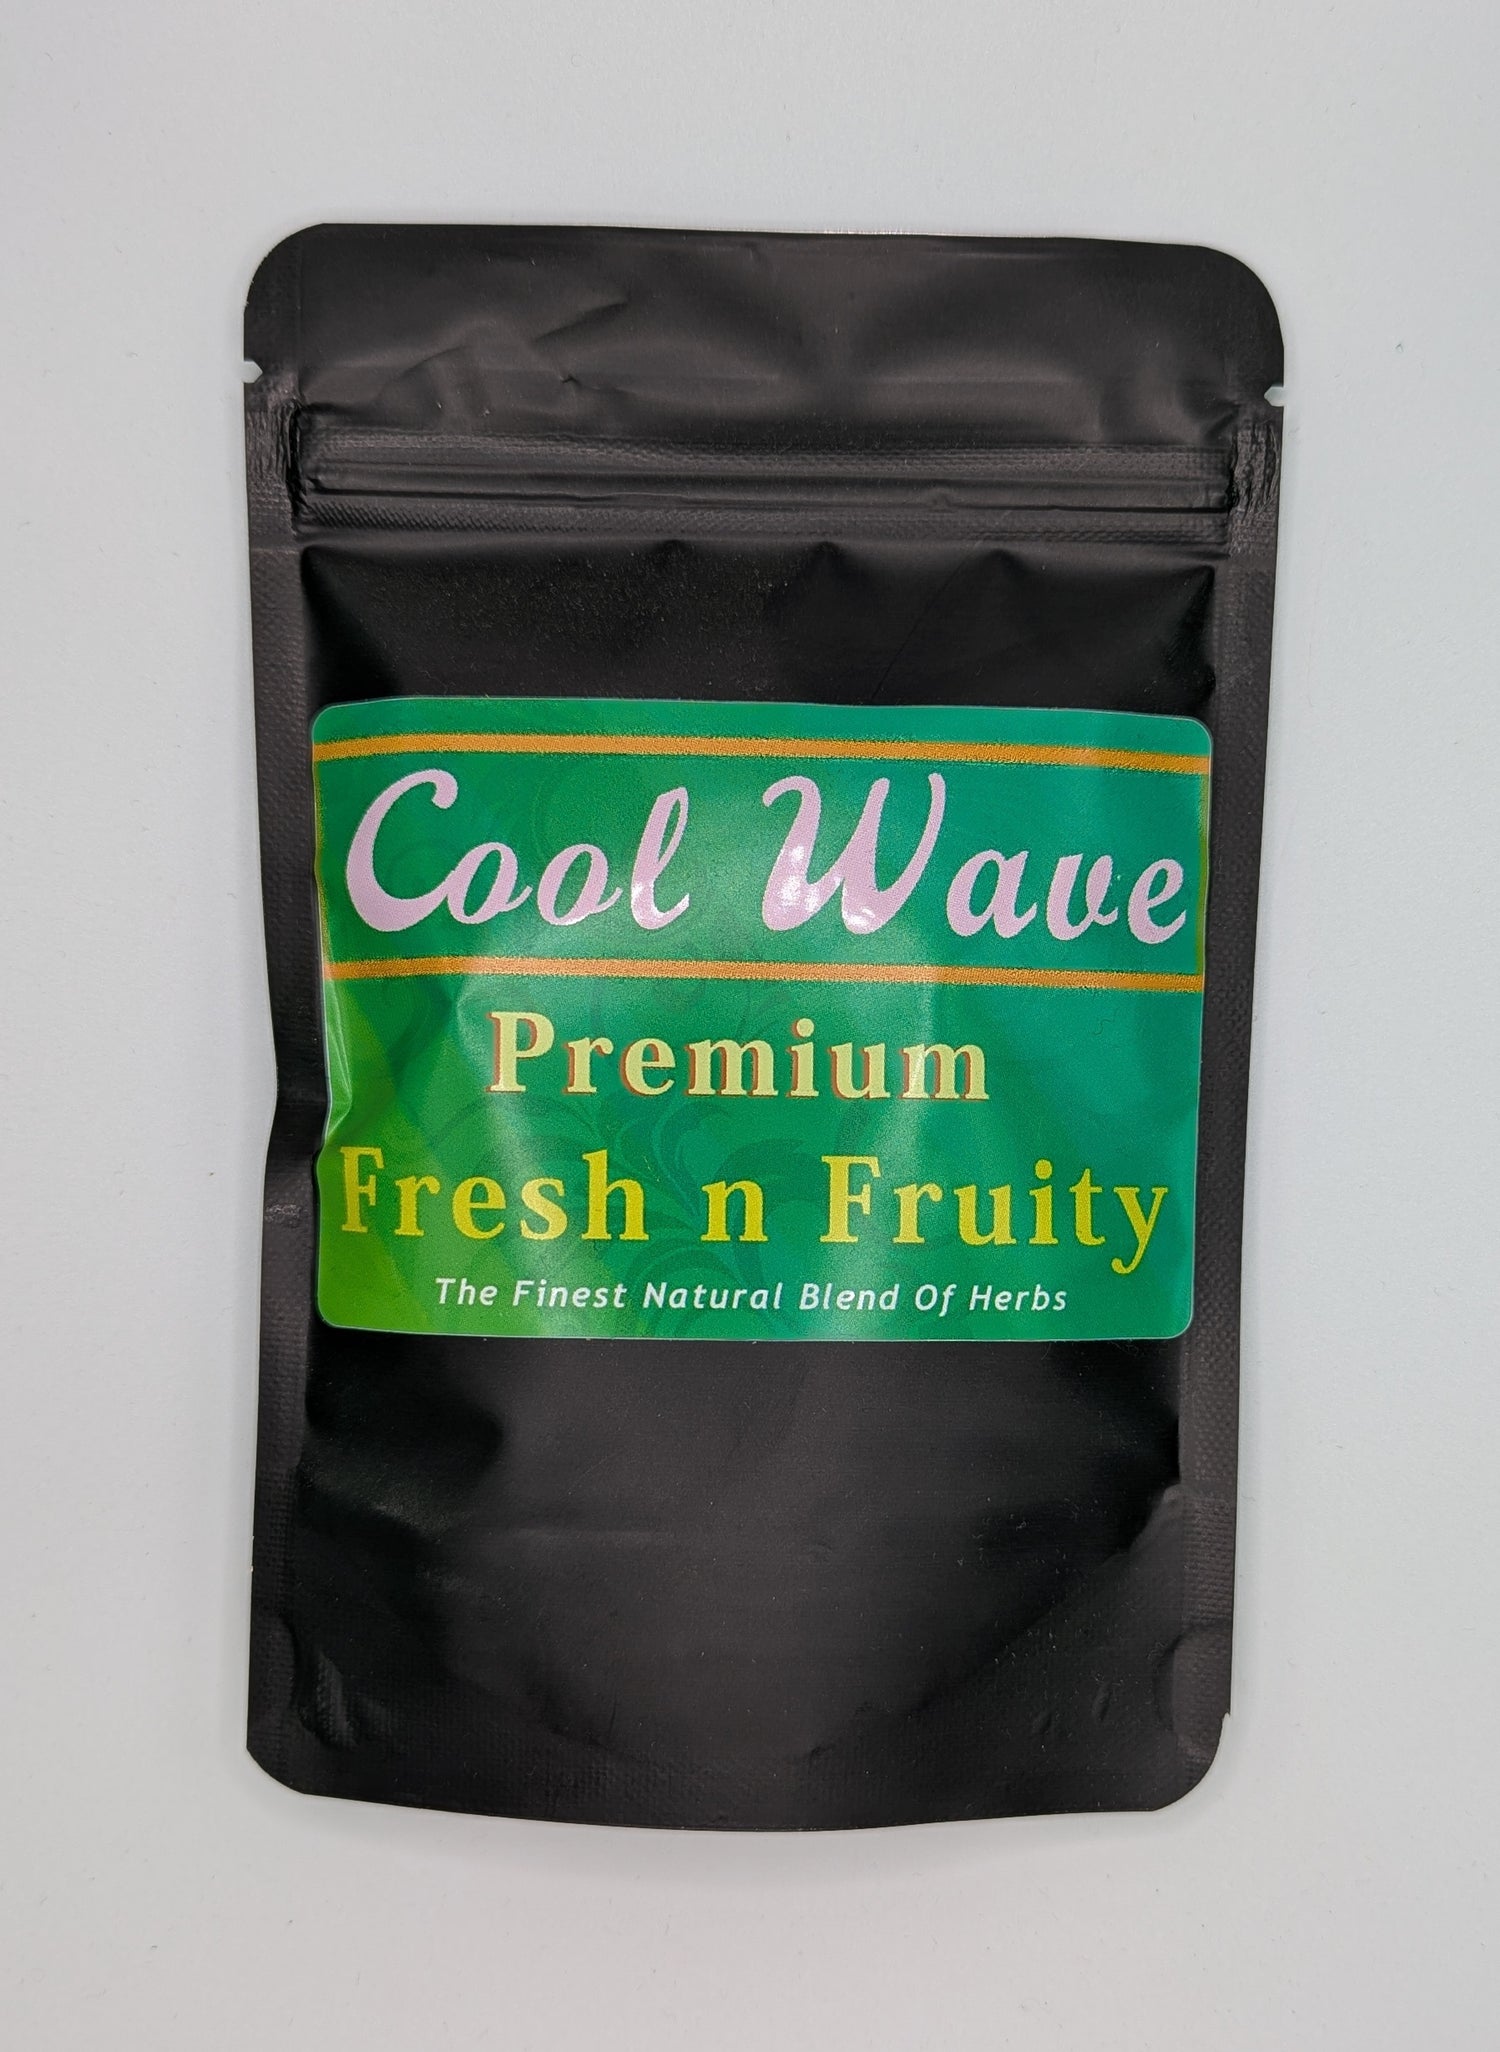 Cool Wave
Premium
Fresh n Fruity
The Finest Natural Blend Of Herbs